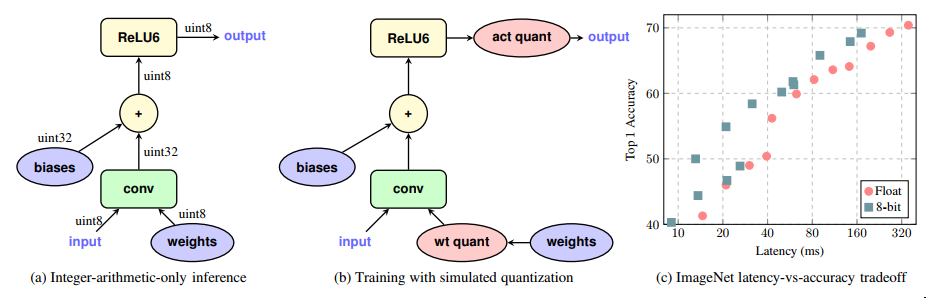 output
uint8
ReLU6
uint8
+
uint32
uint32
biases
conv
uint8
uint8
input
weights
(a) Integer-arithmetic-only inference
ReLU6
act quant
output
+
biases
conv
input
wt quant
weights
(b) Training with simulated quantization
70
60
50
40
Top 1 Accuracy
10 20 40 80 160 320
Latency (ms)
Float
8-bit
(c) ImageNet latency-vs-accuracy tradeoff